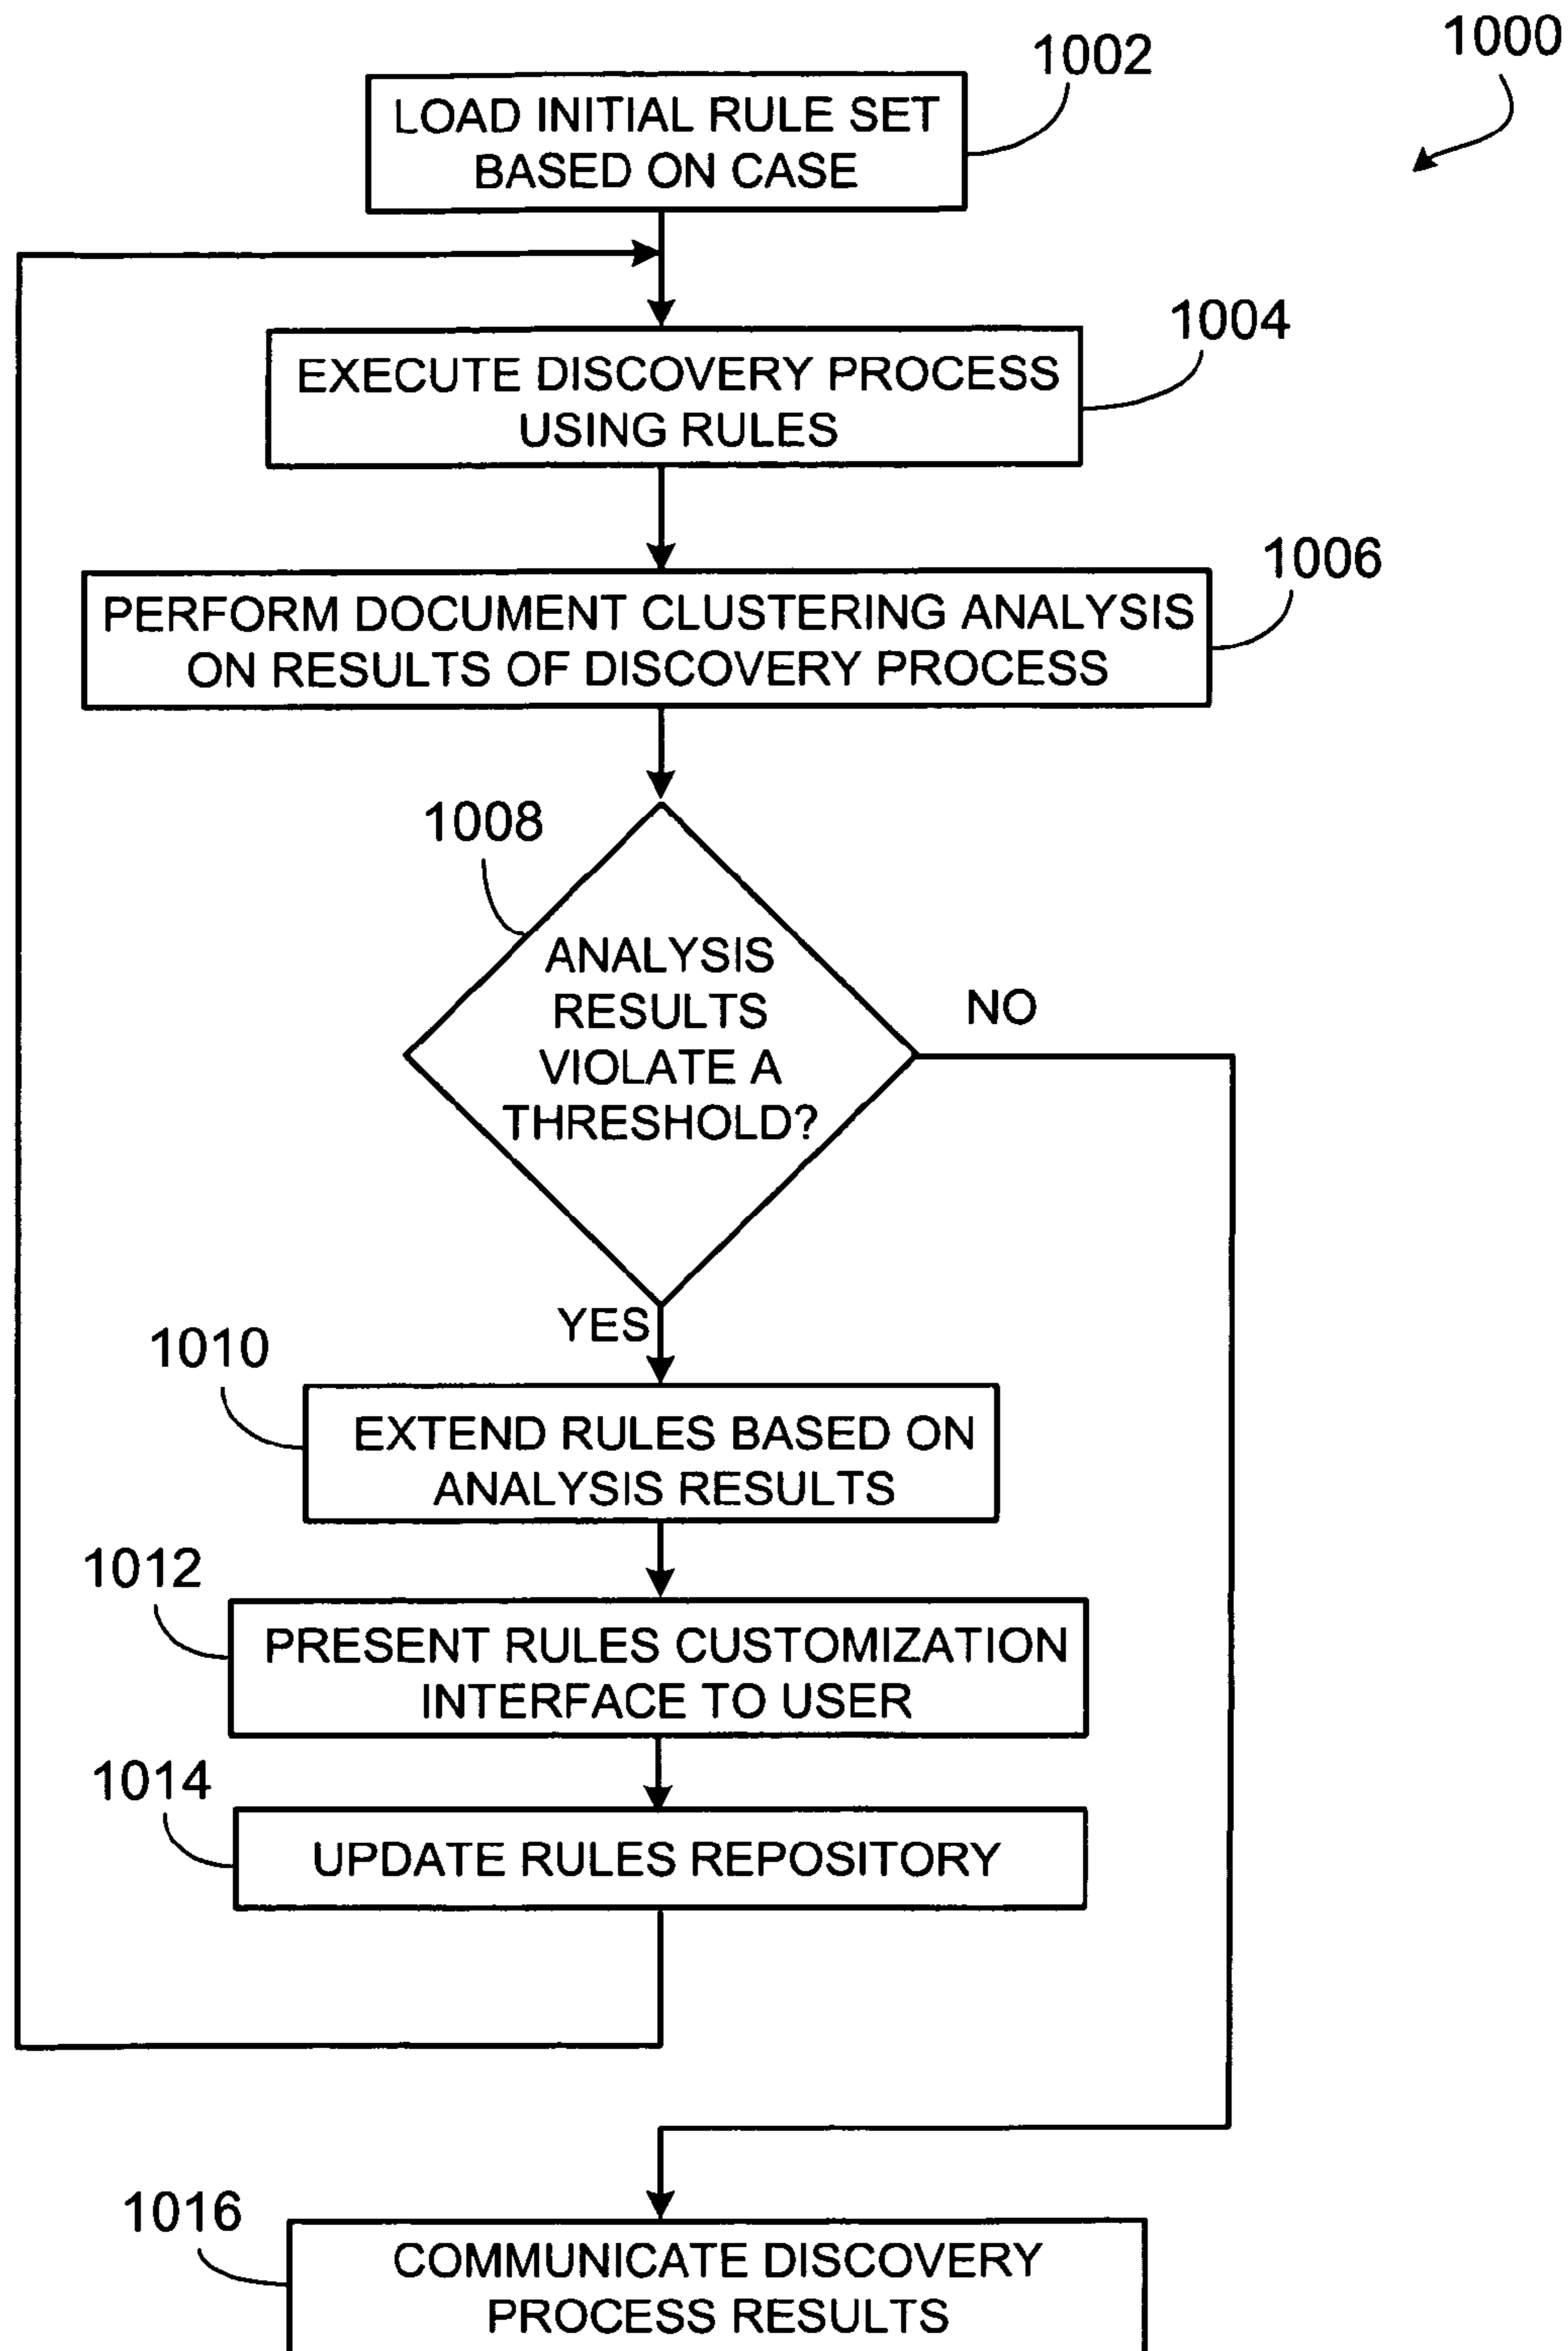 1000
1002
LOAD INITIAL RULE SET
BASED ON CASE
1004
EXECUTE DISCOVERY PROCESS
USING RULES
1006
PERFORM DOCUMENT CLUSTERING ANALYSIS
ON RESULTS OF DISCOVERY PROCESS
1008
ANALYSIS
RESULTS
VIOLATE A
THRESHOLD?
NO
YES
1010
EXTEND RULES BASED ON
ANALYSIS RESULTS
1012
PRESENT RULES CUSTOMIZATION
INTERFACE TO USER
1014
UPDATE RULES REPOSITORY
1016
COMMUNICATE DISCOVERY
PROCESS RESULTS